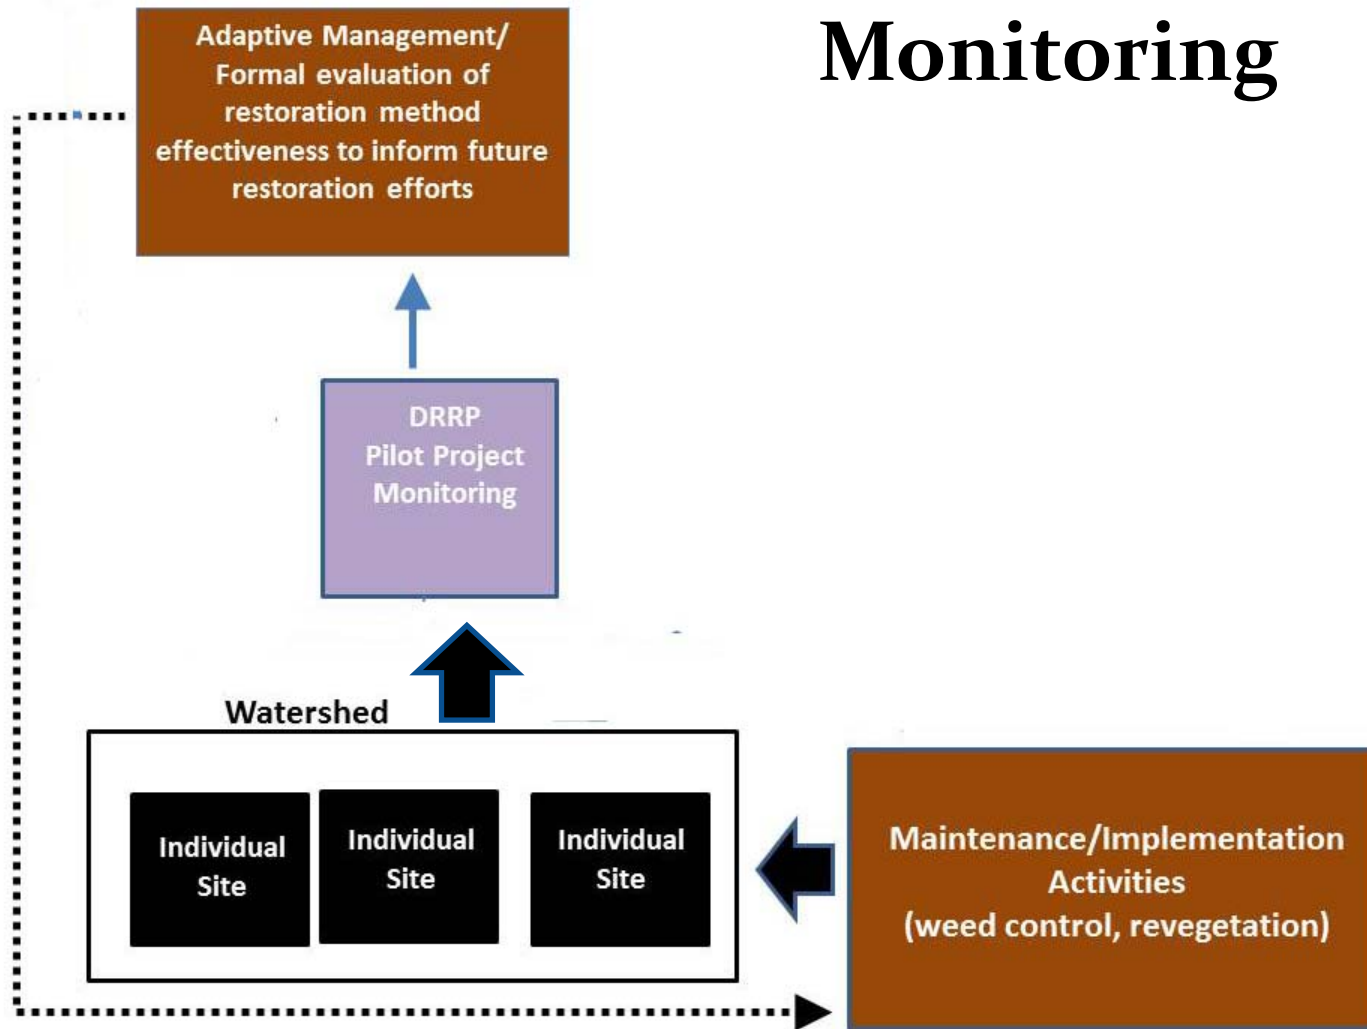 Monitoring
Adaptive Management/
Formal evaluation of
restoration method
effectiveness to inform future
restoration efforts
DRRP
Pilot Project
Monitoring
Watershed
Individual
Site
Individual
Site
Individual
Site
Maintenance/Implementation
Activities
(weed control, revegetation)